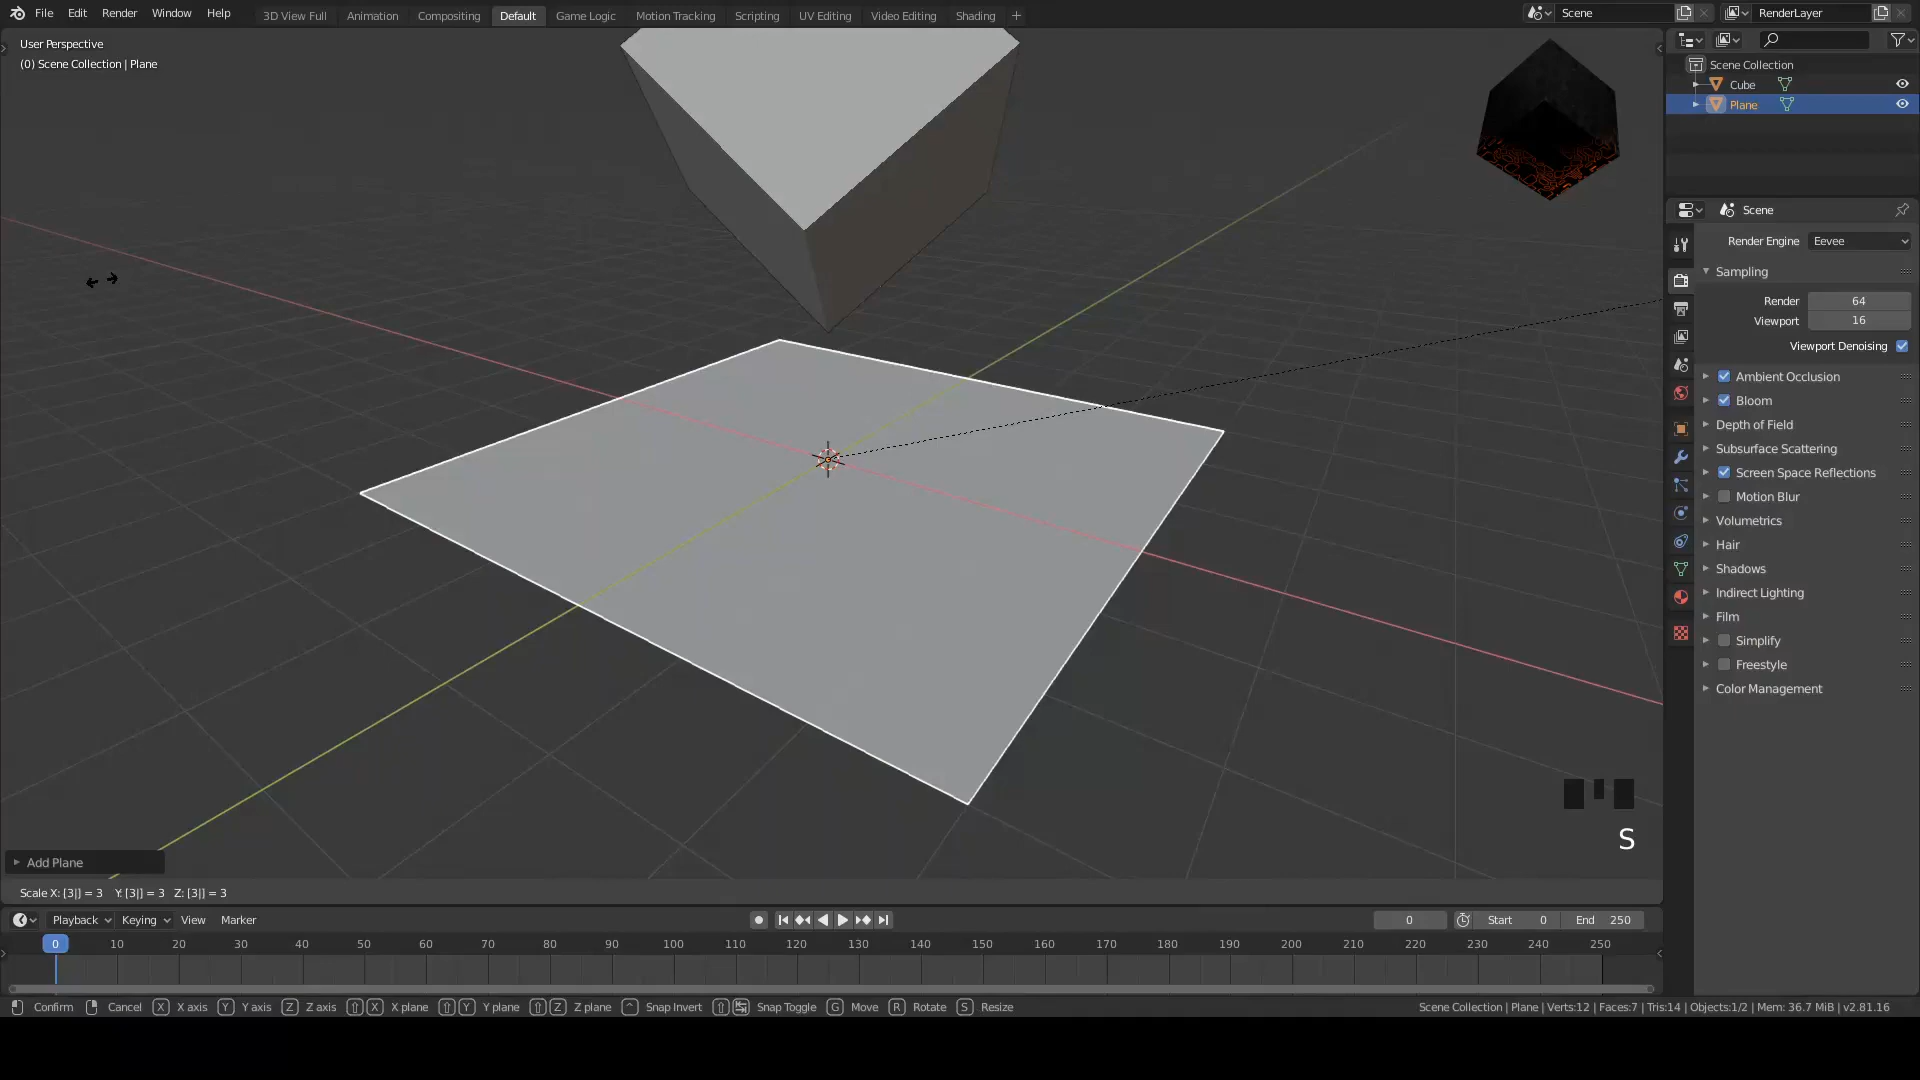 File Edit Render Window Help 3D View Full Animation Compositing Default Game Logic Motion Tracking Scripting UV Editing Video Editing Shading + Scene RenderLayer
User Perspective
(0) Scene Collection | Plane
Scene Collection
Cube
Plane
Scene
Render Engine Eevee
Sampling
Render 64
Viewport 16
Viewport Denoising
Ambient Occlusion
Bloom
Depth of Field
Subsurface Scattering
Screen Space Reflections
Motion Blur
Volumetrics
Hair
Shadows
Indirect Lighting
Film
Simplify
Freestyle
Color Management
S
Add Plane
Scale X: [3|] = 3 Y: [3|] = 3 Z: [3|] = 3
Playback Keying View Marker 0 Start 0 End 250
0 10 20 30 40 50 60 70 80 90 100 110 120 130 140 150 160 170 180 190 200 210 220 230 240 250
Confirm Cancel X X axis Y Y axis Z Z axis X X plane Y Y plane Z Z plane Snap Invert Snap Toggle G Move R Rotate S Resize Scene Collection | Plane | Verts:12 | Faces:7 | Tris:14 | Objects:1/2 | Mem: 36.7 MiB | v2.81.16